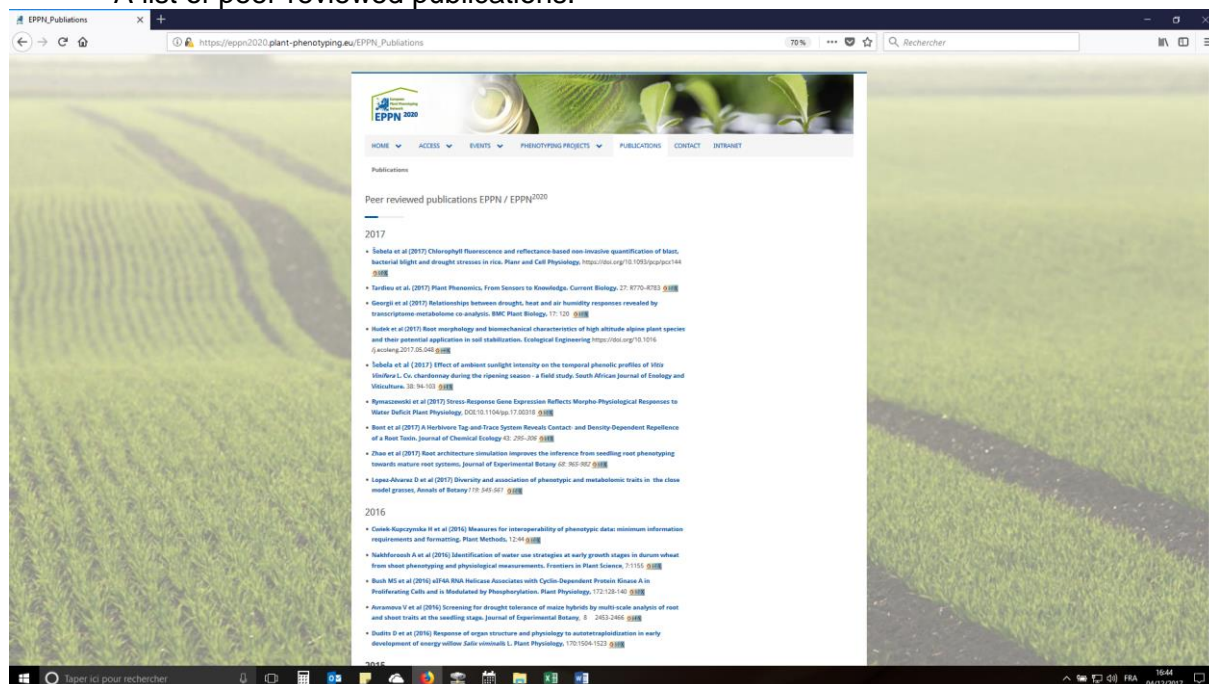 A list of peer-reviewed publications.
EPPN_Publiations
https://eppn2020.plant-phenotyping.eu/EPPN_Publiations
70 %
Rechercher
European
Plant Phenotyping
Network
EPPN 2020
HOME ACCESS EVENTS PHENOTYPING PROJECTS PUBLICATIONS CONTACT INTRANET
Publications
Peer reviewed publications EPPN / EPPN2020
2017
• Šebela et al (2017) Chlorophyll fluorescence and reflectance-based non-invasive quantification of blast,
bacterial blight and drought stresses in rice. Planr and Cell Physiology, https://doi.org/10.1093/pcp/pcx144
• Tardieu et al. (2017) Plant Phenomics, From Sensors to Knowledge. Current Biology, 27: R770–R783
• Georgii et al (2017) Relationships between drought, heat and air humidity responses revealed by
transcriptome-metabolome co-analysis. BMC Plant Biology, 17: 120
• Hudek et al (2017) Root morphology and biomechanical characteristics of high altitude alpine plant species
and their potential application in soil stabilization. Ecological Engineering https://doi.org/10.1016
/j.ecoleng.2017.05.048
• Šebela et al (2017) Effect of ambient sunlight intensity on the temporal phenolic profiles of Vitis
Vinifera L. Cv. chardonnay during the ripening season - a field study. South African Journal of Enology and
Viticulture. 38: 94-103
• Rymaszewski et al (2017) Stress-Response Gene Expression Reflects Morpho-Physiological Responses to
Water Deficit Plant Physiology, DOI:10.1104/pp.17.00318
• Bont et al (2017) A Herbivore Tag-and-Trace System Reveals Contact- and Density-Dependent Repellence
of a Root Toxin. Journal of Chemical Ecology 43: 295–306
• Zhao et al (2017) Root architecture simulation improves the inference from seedling root phenotyping
towards mature root systems, Journal of Experimental Botany 68: 965-982
• Lopez-Alvarez D et al (2017) Diversity and association of phenotypic and metabolomic traits in the close
model grasses, Annals of Botany 119: 545-561
2016
• Ćwiek-Kupczynska H et al (2016) Measures for interoperability of phenotypic data: minimum information
requirements and formatting. Plant Methods, 12:44
• Nakhforoosh A et al (2016) Identification of water use strategies at early growth stages in durum wheat
from shoot phenotyping and physiological measurements. Frontiers in Plant Science, 7:1155
• Bush MS et al (2016) eIF4A RNA Helicase Associates with Cyclin-Dependent Protein Kinase A in
Proliferating Cells and is Modulated by Phosphorylation. Plant Physiology, 172:128-140
• Avramova V et al (2016) Screening for drought tolerance of maize hybrids by multi-scale analysis of root
and shoot traits at the seedling stage. Journal of Experimental Botany, 8 2453-2466
• Dudits D et at (2016) Response of organ structure and physiology to autotetraploidization in early
development of energy willow Salix viminalis L. Plant Physiology, 170:1504-1523
2015
Taper ici pour rechercher
FRA
16:44
04/12/2017